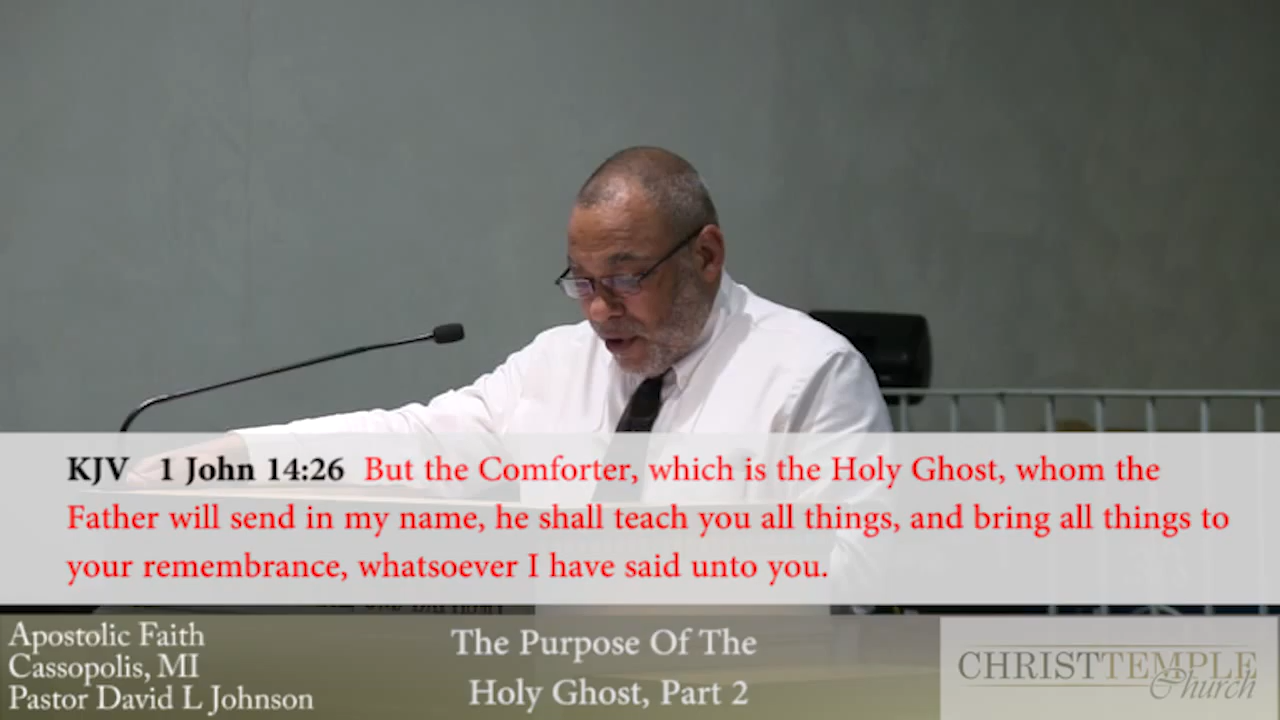 KJV 1 John 14:26 But the Comforter, which is the Holy Ghost, whom the
Father will send in my name, he shall teach you all things, and bring all things to
your remembrance, whatsoever I have said unto you.
Apostolic Faith
Cassopolis, MI
Pastor David L Johnson
The Purpose Of The
Holy Ghost, Part 2
CHRISTTEMPLE
Church